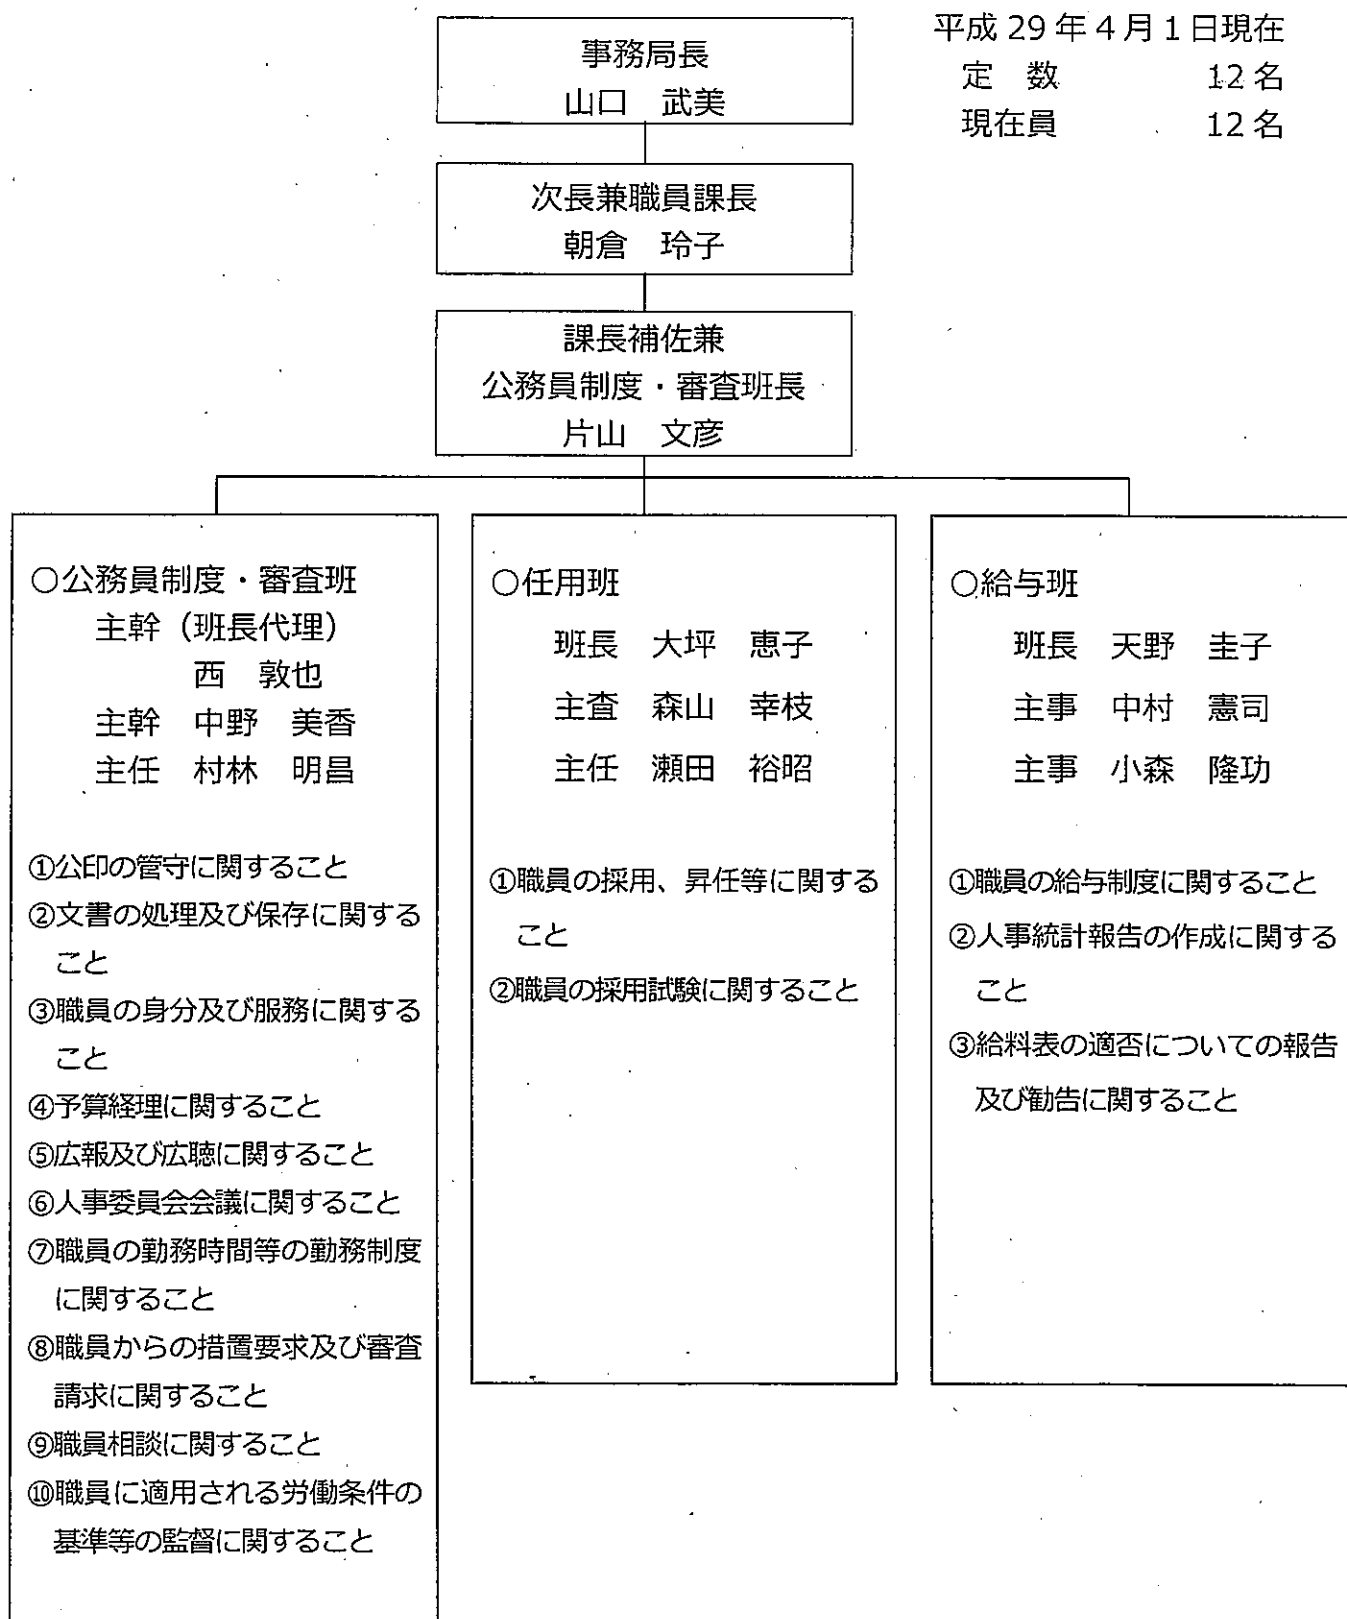 平成 29 年 4 月 1 日現在
定　数　12 名
現在員　12 名
事務局長
山口　武美
次長兼職員課長
朝倉　玲子
課長補佐兼
公務員制度・審査班長
片山　文彦
○公務員制度・審査班
主幹（班長代理）
西　敦也
主幹　中野　美香
主任　村林　明昌
①公印の管守に関すること
②文書の処理及び保存に関する
こと
③職員の身分及び服務に関する
こと
④予算経理に関すること
⑤広報及び広聴に関すること
⑥人事委員会会議に関すること
⑦職員の勤務時間等の勤務制度
に関すること
⑧職員からの措置要求及び審査
請求に関すること
⑨職員相談に関すること
⑩職員に適用される労働条件の
基準等の監督に関すること
○任用班
班長　大坪　恵子
主査　森山　幸枝
主任　瀬田　裕昭
①職員の採用、昇任等に関する
こと
②職員の採用試験に関すること
○給与班
班長　天野　圭子
主事　中村　憲司
主事　小森　隆功
①職員の給与制度に関すること
②人事統計報告の作成に関する
こと
③給料表の適否についての報告
及び勧告に関すること